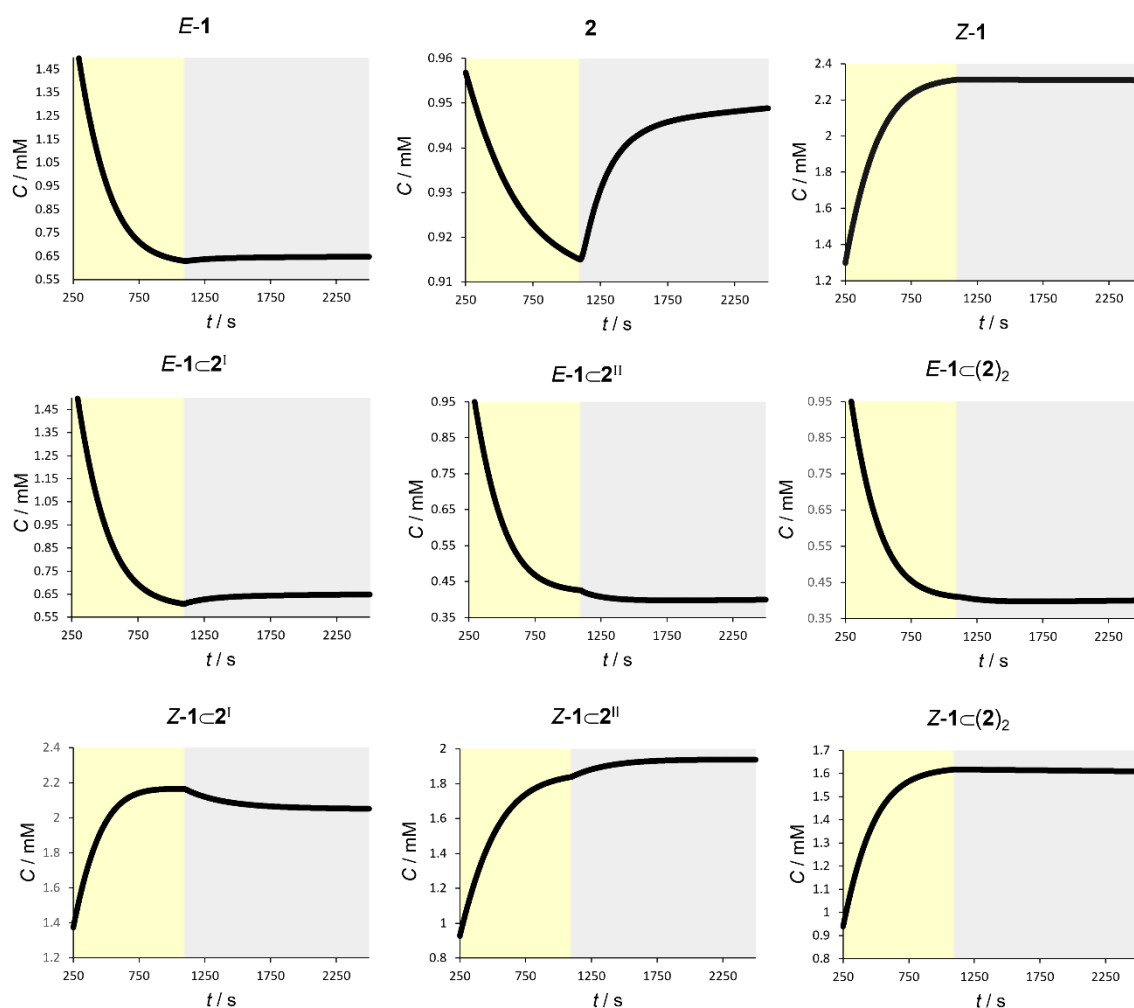 E-1
2
Z-1
C / mM
1.45
1.35
1.25
1.15
1.05
0.95
0.85
0.75
0.65
0.55
250 750 1250 1750 2250
t / s
C / mM
0.96
0.95
0.94
0.93
0.92
0.91
250 750 1250 1750 2250
t / s
C / mM
2.4
2.2
2
1.8
1.6
1.4
1.2
250 750 1250 1750 2250
t / s
E-1⊂2ᴵ
E-1⊂2ᴵᴵ
E-1⊂(2)₂
C / mM
1.45
1.35
1.25
1.15
1.05
0.95
0.85
0.75
0.65
0.55
250 750 1250 1750 2250
t / s
C / mM
0.95
0.85
0.75
0.65
0.55
0.45
0.35
250 750 1250 1750 2250
t / s
C / mM
0.95
0.85
0.75
0.65
0.55
0.45
0.35
250 750 1250 1750 2250
t / s
Z-1⊂2ᴵ
Z-1⊂2ᴵᴵ
Z-1⊂(2)₂
C / mM
2.4
2.2
2
1.8
1.6
1.4
1.2
250 750 1250 1750 2250
t / s
C / mM
2
1.8
1.6
1.4
1.2
1
0.8
250 750 1250 1750 2250
t / s
C / mM
1.7
1.6
1.5
1.4
1.3
1.2
1.1
1
0.9
0.8
250 750 1250 1750 2250
t / s